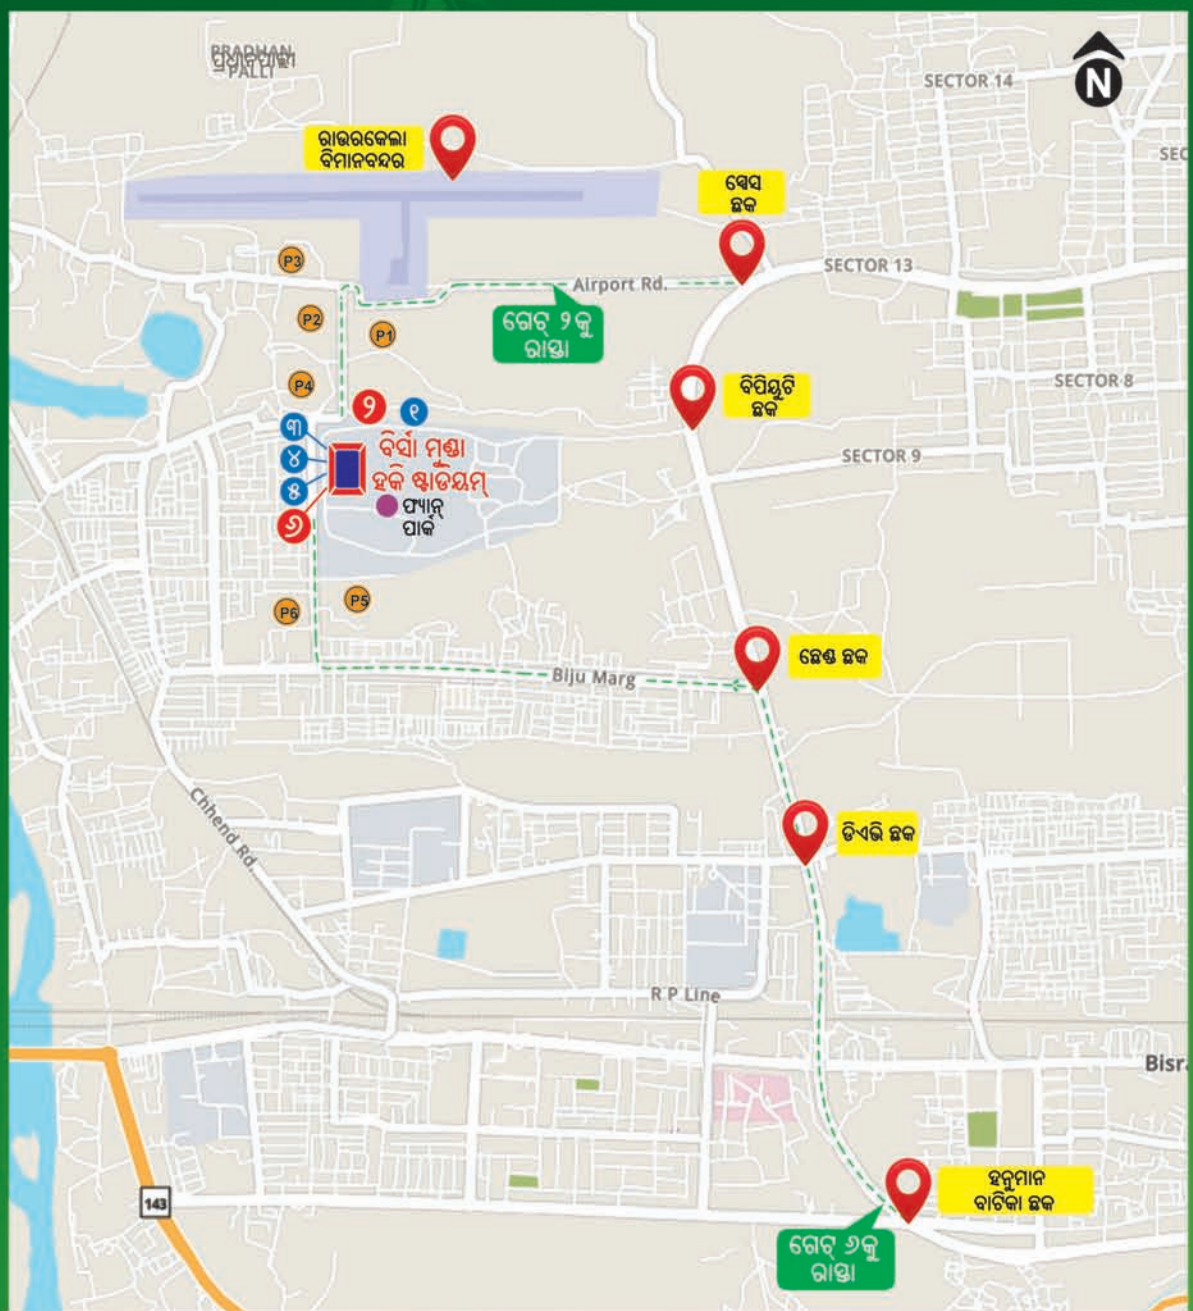 PRADHAN
ପ୍ରଧାନପାଲ୍ଲୀ
PALLI
SECTOR 14
N
ରାଉରକେଲା
ବିମାନବନ୍ଦର
ସ୍ପେସ୍
ଛକ
P3
Airport Rd.
SECTOR 13
P2
P1
ଗେଟ୍ ୨କୁ
ରାସ୍ତା
P4
ବିପିୟୁଟି
ଛକ
SECTOR 8
୨
୧
୩
୪
୫
୬
ବିର୍ସା ମୁଣ୍ଡା
ହକି ଷ୍ଟାଡିୟମ୍
ଫ୍ୟାନ୍
ପାର୍କ
SECTOR 9
P6
P5
ଛେଣ୍ଡ ଛକ
Biju Marg
Chhend Rd.
ଡିଏଭି ଛକ
R P Line
143
ହନୁମାନ
ବାଟିକା ଛକ
ଗେଟ୍ ୬କୁ
ରାସ୍ତା